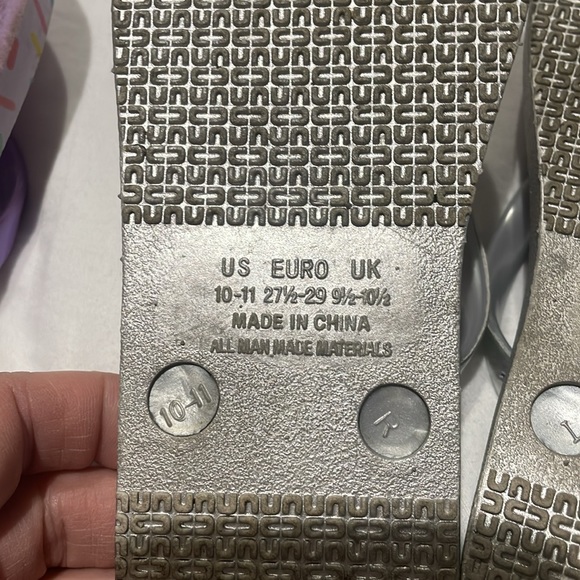 US EURO UK
10-11 27½-29 9½-10½
MADE IN CHINA
ALL MAN MADE MATERIALS
10-11